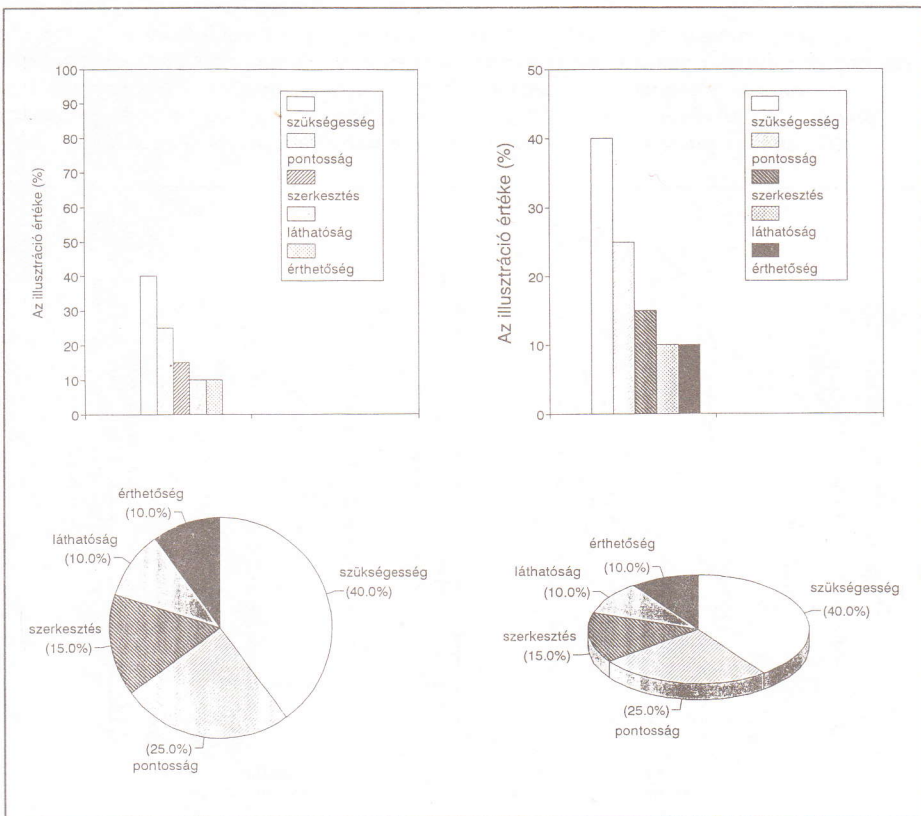 Az illusztráció értéke (%)
100
90
80
70
60
50
40
30
20
10
0
szükségesség
pontosság
szerkesztés
láthatóság
érthetőség
Az illusztráció értéke (%)
50
40
30
20
10
0
szükségesség
pontosság
szerkesztés
láthatóság
érthetőség
érthetőség
(10.0%)
láthatóság
(10.0%)
szükségesség
(40.0%)
szerkesztés
(15.0%)
(25.0%)
pontosság
érthetőség
(10.0%)
láthatóság
(10.0%)
szükségesség
(40.0%)
szerkesztés
(15.0%)
(25.0%)
pontosság